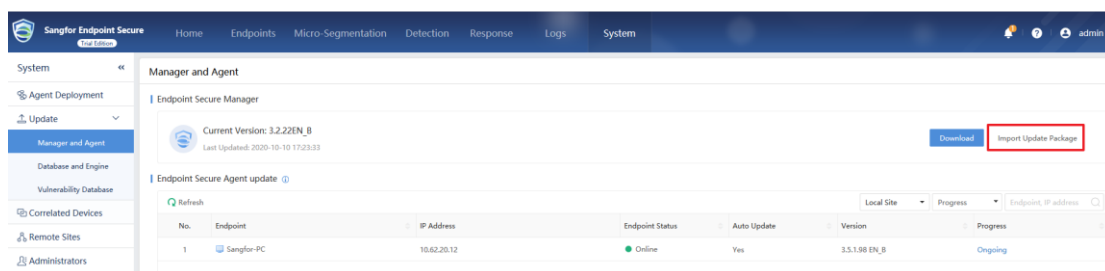 Sangfor Endpoint Secure
Trial Edition
Home Endpoints Micro-Segmentation Detection Response Logs System admin
System «
Agent Deployment
Update
Manager and Agent
Database and Engine
Vulnerability Database
Correlated Devices
Remote Sites
Administrators
Manager and Agent
Endpoint Secure Manager
Current Version: 3.2.22EN_B
Last Updated: 2020-10-10 17:23:33
Download Import Update Package
Endpoint Secure Agent update
Refresh Local Site Progress Endpoint, IP address
No. Endpoint IP Address Endpoint Status Auto Update Version Progress
1 Sangfor-PC 10.62.20.12 Online Yes 3.5.1.98 EN_B Ongoing